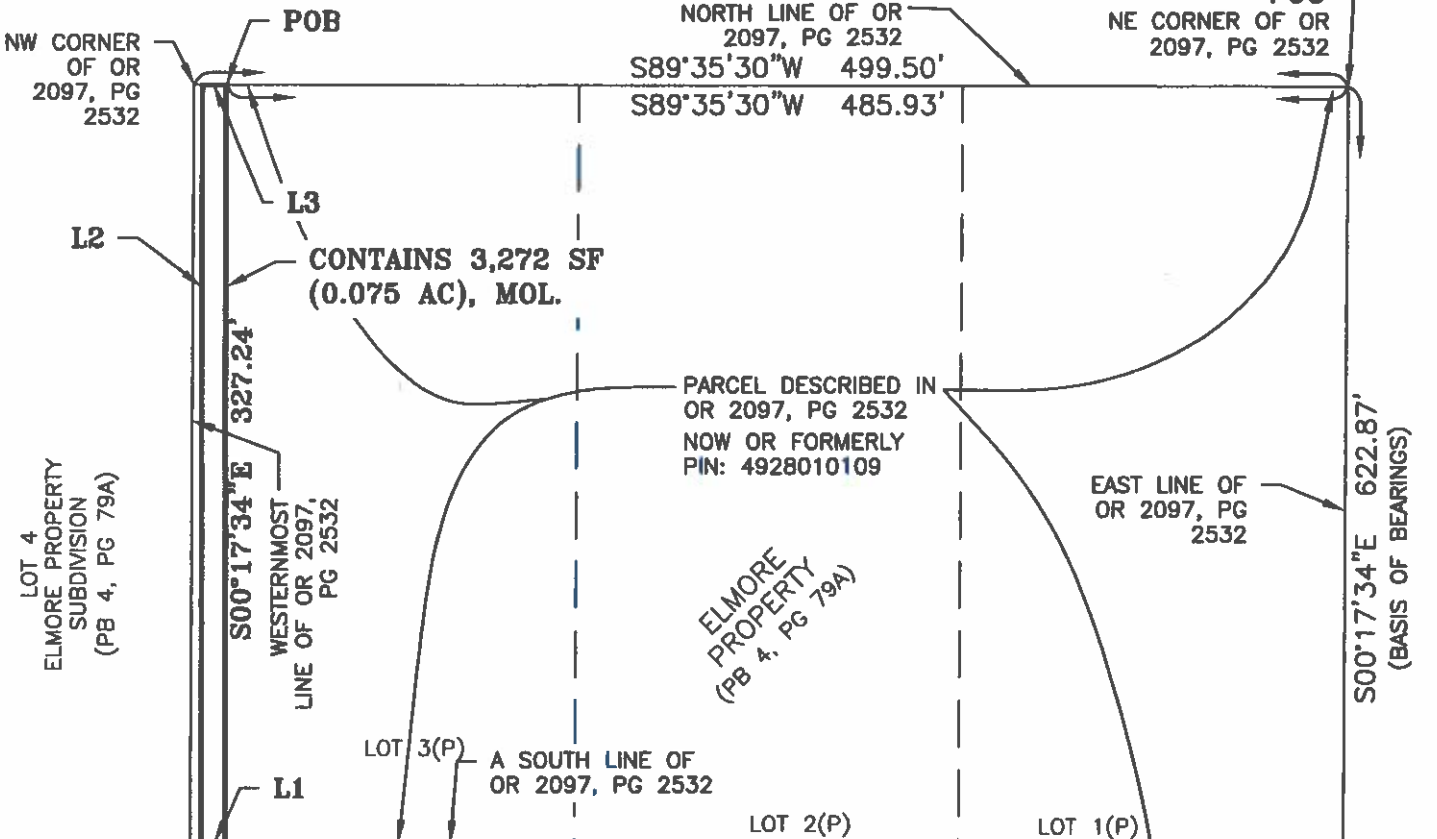 POB
NW CORNER
OF OR
2097, PG
2532
NORTH LINE OF OR
2097, PG 2532
S89°35'30"W 499.50'
S89°35'30"W 485.93'
NE CORNER OF OR
2097, PG 2532
L3
L2
CONTAINS 3,272 SF
(0.075 AC), MOL.
S00°17'34"E 327.24'
WESTERNMOST
LINE OF OR 2097,
PG 2532
LOT 4
ELMORE PROPERTY
SUBDIVISION
(PB 4, PG 79A)
PARCEL DESCRIBED IN
OR 2097, PG 2532
NOW OR FORMERLY
PIN: 4928010109
EAST LINE OF
OR 2097, PG
2532
S00°17'34"E 622.87'
(BASIS OF BEARINGS)
ELMORE
PROPERTY
(PB 4, PG 79A)
LOT 3(P)
A SOUTH LINE OF
OR 2097, PG 2532
L1
LOT 2(P)
LOT 1(P)